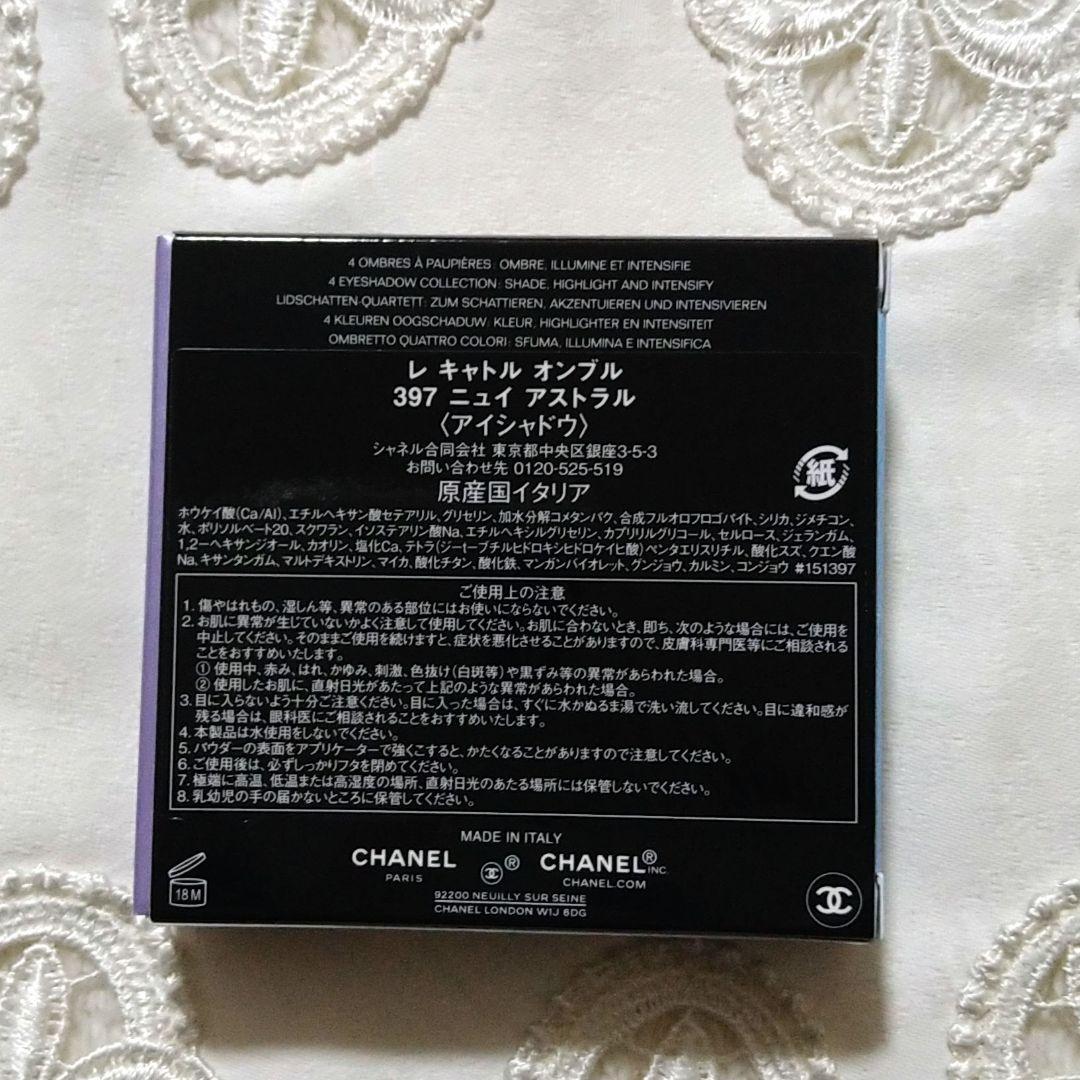 4 OMBRES À PAUPIÈRES: OMBRE, ILLUMINE ET INTENSIFIE
4 EYESHADOW COLLECTION: SHADE, HIGHLIGHT AND INTENSIFY
LIDSCHATTEN-QUARTETT: ZUM SCHATTIEREN, AKZENTUIEREN UND INTENSIVIEREN
4 KLEUREN OOGSCHADUW: KLEUR, HIGHLIGHTER EN INTENSITEIT
OMBRETTO QUATTRO COLORI: SFUMA, ILLUMINA E INTENSIFICA
レ キャトル オンブル
397 ニュイ アストラル
〈アイシャドウ〉
シャネル合同会社 東京都中央区銀座3-5-3
お問い合わせ先 0120-525-519
原産国イタリア
紙
ホウケイ酸(Ca/Al)、エチルヘキサン酸セテアリル、グリセリン、加水分解コメタンパク、合成フルオロフロゴパイト、シリカ、ジメチコン、
水、ポリソルベート20、スクワラン、イソステアリン酸Na、エチルヘキシルグリセリン、カプリリルグリコール、セルロース、ジェランガム、
1,2-ヘキサンジオール、カオリン、塩化Ca、テトラ(ジ-t-ブチルヒドロキシヒドロケイヒ酸)ペンタエリスリチル、酸化スズ、クエン酸
Na、キサンタンガム、マルトデキストリン、マイカ、酸化チタン、酸化鉄、マンガンバイオレット、グンジョウ、カルミン、コンジョウ #151397
ご使用上の注意
1. 傷やはれもの、湿しん等、異常のある部位にはお使いにならないでください。
2. お肌に異常が生じていないかよく注意して使用してください。お肌に合わないとき、即ち、次のような場合には、ご使用を
中止してください。そのままご使用を続けますと、症状を悪化させることがありますので、皮膚科専門医等にご相談される
ことをおすすめいたします。
① 使用中、赤み、はれ、かゆみ、刺激、色抜け(白斑等)や黒ずみ等の異常があらわれた場合。
② 使用したお肌に、直射日光があたって上記のような異常があらわれた場合。
3. 目に入らないよう十分ご注意ください。目に入った場合は、すぐに水かぬるま湯で洗い流してください。目に違和感が
残る場合は、眼科医にご相談されることをおすすめいたします。
4. 本製品は水使用をしないでください。
5. パウダーの表面をアプリケーターで強くこすると、かたくなることがありますので注意してください。
6. ご使用後は、必ずしっかりフタを閉めてください。
7. 極端に高温、低温または高湿度の場所、直射日光のあたる場所には保管しないでください。
8. 乳幼児の手の届かないところに保管してください。
MADE IN ITALY
CHANEL ® CHANEL® INC.
PARIS CHANEL.COM
18 M
92200 NEUILLY SUR SEINE
CHANEL LONDON W1J 6DG